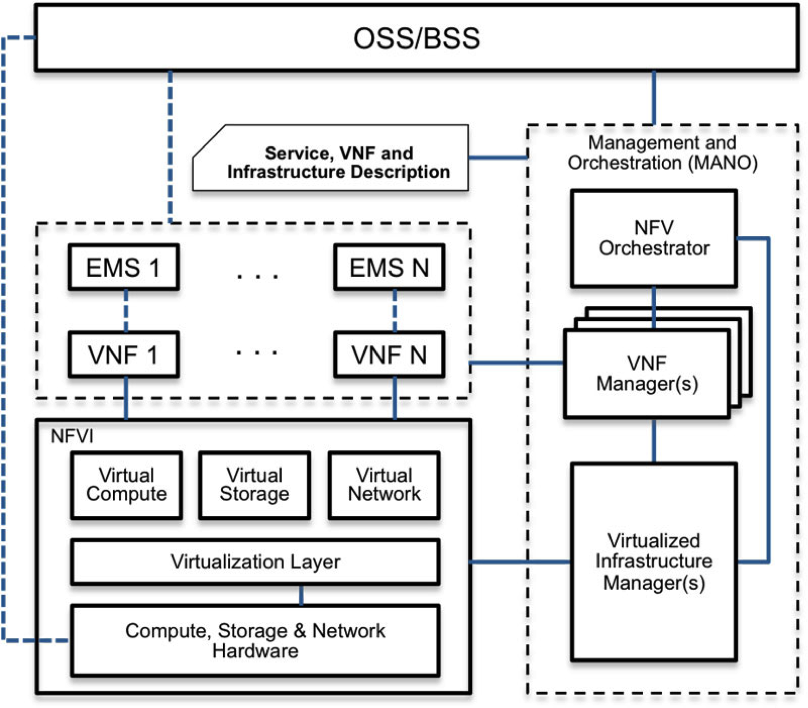 OSS/BSS
Service, VNF and
Infrastructure Description
Management and
Orchestration (MANO)
NFV
Orchestrator
EMS 1
. . .
EMS N
VNF 1
. . .
VNF N
VNF
Manager(s)
NFVI
Virtual
Compute
Virtual
Storage
Virtual
Network
Virtualization Layer
Compute, Storage & Network
Hardware
Virtualized
Infrastructure
Manager(s)